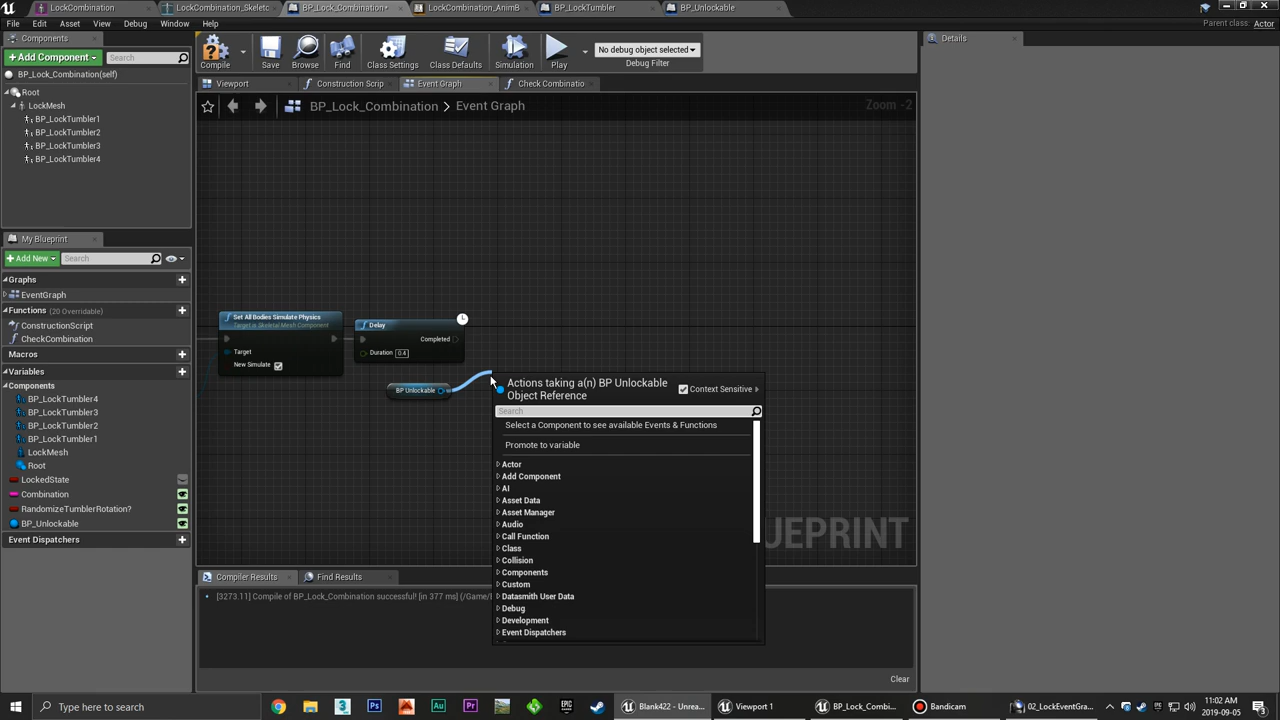 LockCombination
LockCombination_Skeletc
BP_Lock_Combination*
LockCombination_AnimB
BP_LockTumbler
BP_Unlockable
File Edit Asset View Debug Window Help
Parent class: Actor
Components
Details
+Add Component
Search
BP_Lock_Combination(self)
Root
LockMesh
BP_LockTumbler1
BP_LockTumbler2
BP_LockTumbler3
BP_LockTumbler4
Compile
Save
Browse
Find
Class Settings
Class Defaults
Simulation
Play
No debug object selected
Debug Filter
Viewport
Construction Scrip
Event Graph
Check Combinatio
BP_Lock_Combination > Event Graph
Zoom -2
Set All Bodies Simulate Physics
Target is Skeletal Mesh Component
Target
New Simulate
Delay
Completed
Duration 0.4
BP Unlockable
Actions taking a(n) BP Unlockable
Object Reference
Context Sensitive
Search
Select a Component to see available Events & Functions
Promote to variable
Actor
Add Component
AI
Asset Data
Asset Manager
Audio
Call Function
Class
Collision
Components
Custom
Datasmith User Data
Debug
Development
Event Dispatchers
UEPRINT
My Blueprint
+Add New
Search
Graphs
EventGraph
Functions (20 Overridable)
ConstructionScript
CheckCombination
Macros
Variables
Components
BP_LockTumbler4
BP_LockTumbler3
BP_LockTumbler2
BP_LockTumbler1
LockMesh
Root
LockedState
Combination
RandomizeTumblerRotation?
BP_Unlockable
Event Dispatchers
Compiler Results
Find Results
[3273.11] Compile of BP_Lock_Combination successful! [in 377 ms] (/Game/
Clear
Type here to search
Blank422 - Unrea...
Viewport 1
BP_Lock_Combi...
Bandicam
02_LockEventGra...
11:02 AM
2019-09-05